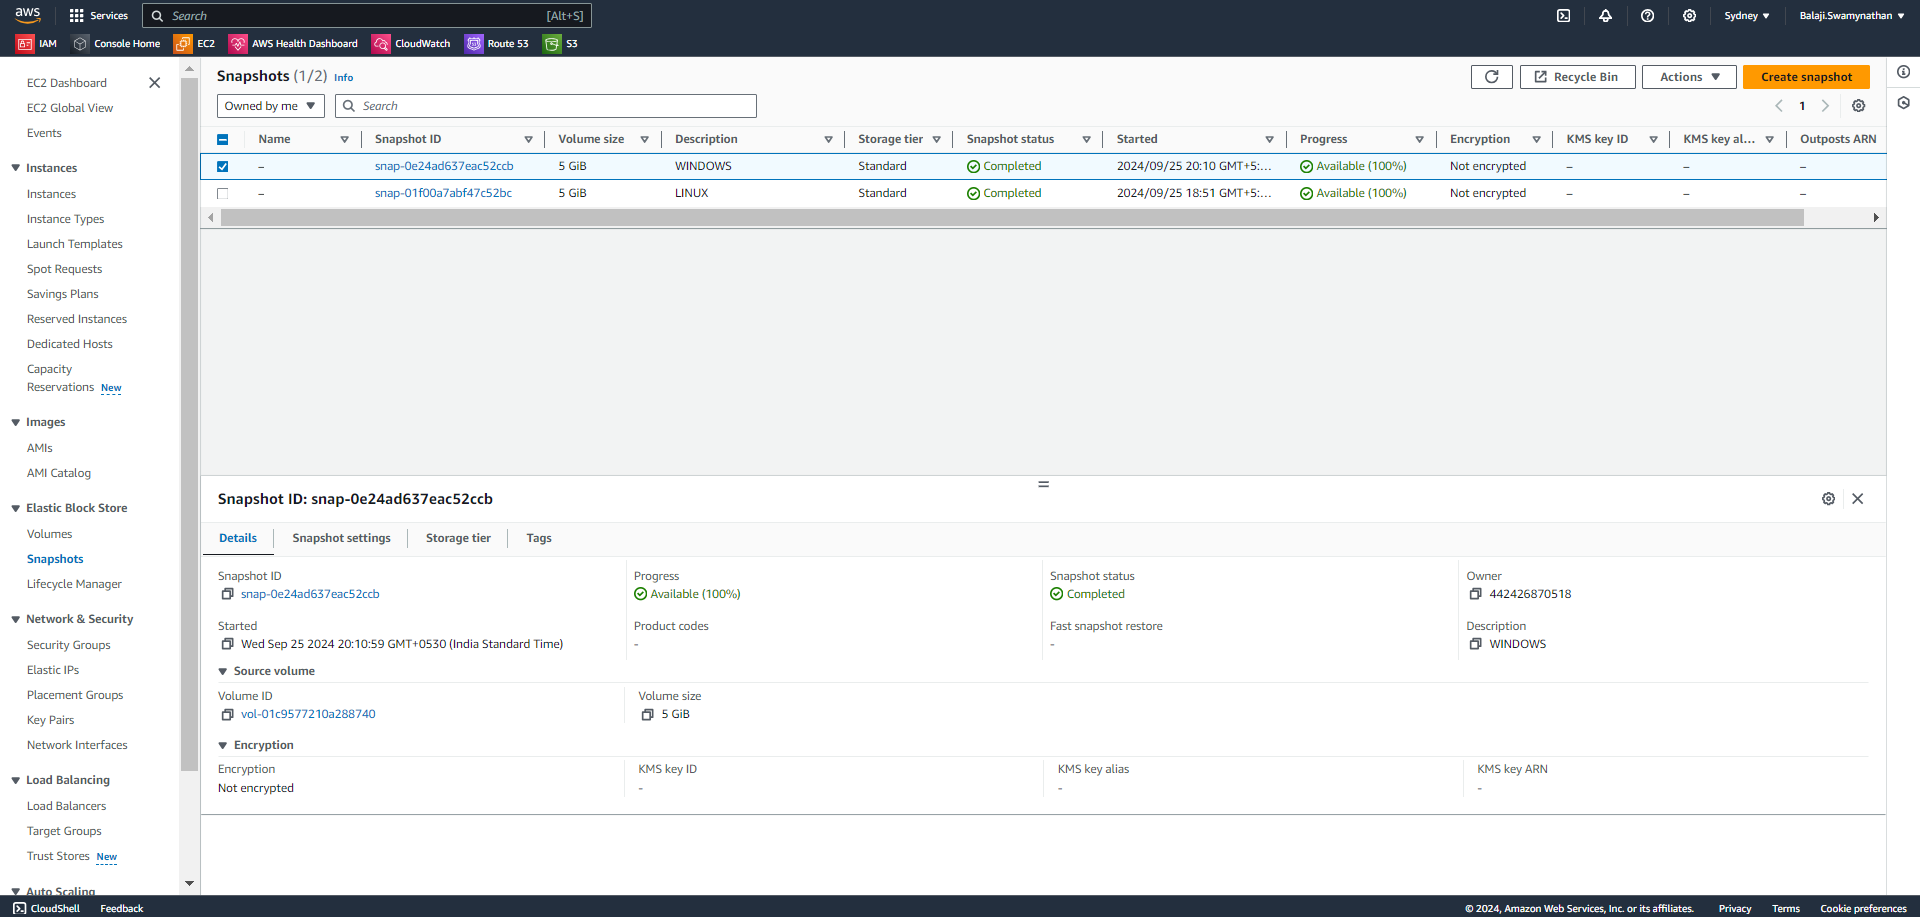 aws Services Search [Alt+S] Sydney Balaji.Swamynathan
IAM Console Home EC2 AWS Health Dashboard CloudWatch Route 53 S3
EC2 Dashboard
EC2 Global View
Events
Instances
Instances
Instance Types
Launch Templates
Spot Requests
Savings Plans
Reserved Instances
Dedicated Hosts
Capacity
Reservations New
Images
AMIs
AMI Catalog
Elastic Block Store
Volumes
Snapshots
Lifecycle Manager
Network & Security
Security Groups
Elastic IPs
Placement Groups
Key Pairs
Network Interfaces
Load Balancing
Load Balancers
Target Groups
Trust Stores New
Auto Scaling
Snapshots (1/2) Info
Recycle Bin Actions Create snapshot
Owned by me Search 1
Name Snapshot ID Volume size Description Storage tier Snapshot status Started Progress Encryption KMS key ID KMS key al... Outposts ARN
– snap-0e24ad637eac52ccb 5 GiB WINDOWS Standard Completed 2024/09/25 20:10 GMT+5:... Available (100%) Not encrypted – – –
– snap-01f00a7abf47c52bc 5 GiB LINUX Standard Completed 2024/09/25 18:51 GMT+5:... Available (100%) Not encrypted – – –
Snapshot ID: snap-0e24ad637eac52ccb
Details Snapshot settings Storage tier Tags
Snapshot ID Progress Snapshot status Owner
snap-0e24ad637eac52ccb Available (100%) Completed 442426870518
Started Product codes Fast snapshot restore Description
Wed Sep 25 2024 20:10:59 GMT+0530 (India Standard Time) - - WINDOWS
Source volume
Volume ID Volume size
vol-01c9577210a288740 5 GiB
Encryption
Encryption KMS key ID KMS key alias KMS key ARN
Not encrypted - - -
CloudShell Feedback © 2024, Amazon Web Services, Inc. or its affiliates. Privacy Terms Cookie preferences